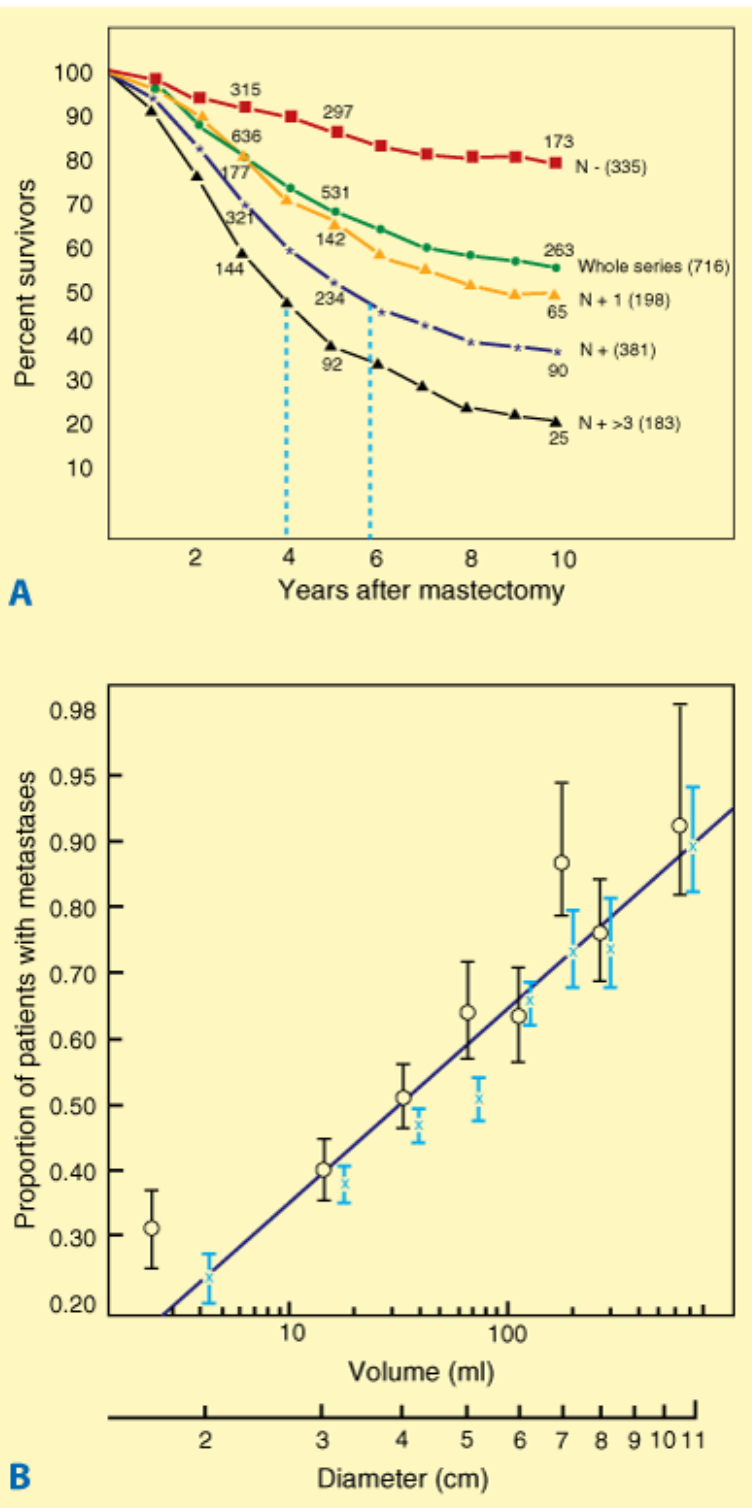 Percent survivors
100
90
80
70
60
50
40
30
20
10
315
297
173
N - (335)
636
177
531
263
Whole series (716)
321
142
65
N + 1 (198)
144
234
90
N + (381)
92
25
N + >3 (183)
2 4 6 8 10
Years after mastectomy
A
Proportion of patients with metastases
0.98
0.95
0.90
0.80
0.70
0.60
0.50
0.40
0.30
0.20
10 100
Volume (ml)
2 3 4 5 6 7 8 9 10 11
Diameter (cm)
B